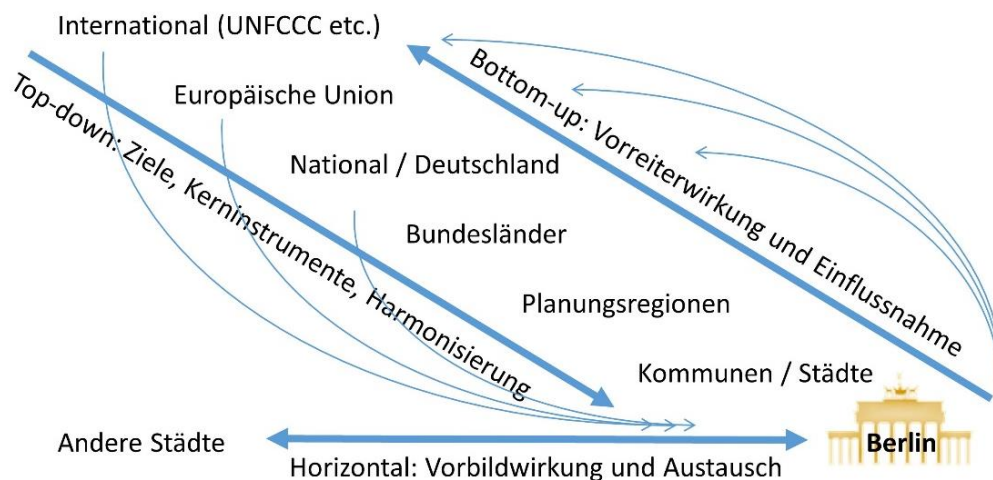 International (UNFCCC etc.)
Europäische Union
National / Deutschland
Bundesländer
Planungsregionen
Kommunen / Städte
Top-down: Ziele, Kerninstrumente, Harmonisierung
Bottom-up: Vorreiterwirkung und Einflussnahme
Andere Städte
Berlin
Horizontal: Vorbildwirkung und Austausch